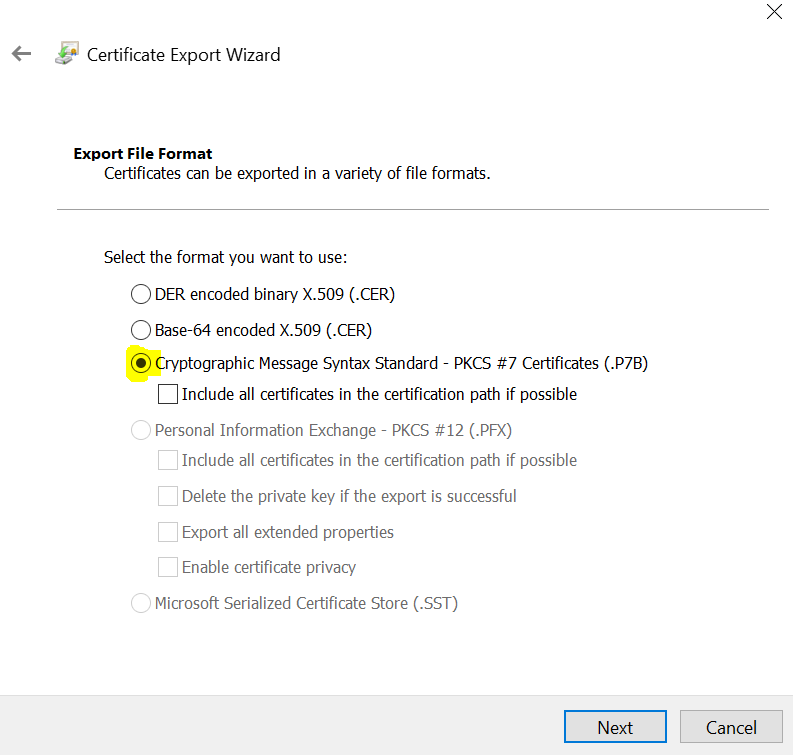 Certificate Export Wizard
Export File Format
Certificates can be exported in a variety of file formats.
Select the format you want to use:
DER encoded binary X.509 (.CER)
Base-64 encoded X.509 (.CER)
Cryptographic Message Syntax Standard - PKCS #7 Certificates (.P7B)
Include all certificates in the certification path if possible
Personal Information Exchange - PKCS #12 (.PFX)
Include all certificates in the certification path if possible
Delete the private key if the export is successful
Export all extended properties
Enable certificate privacy
Microsoft Serialized Certificate Store (.SST)
Next
Cancel